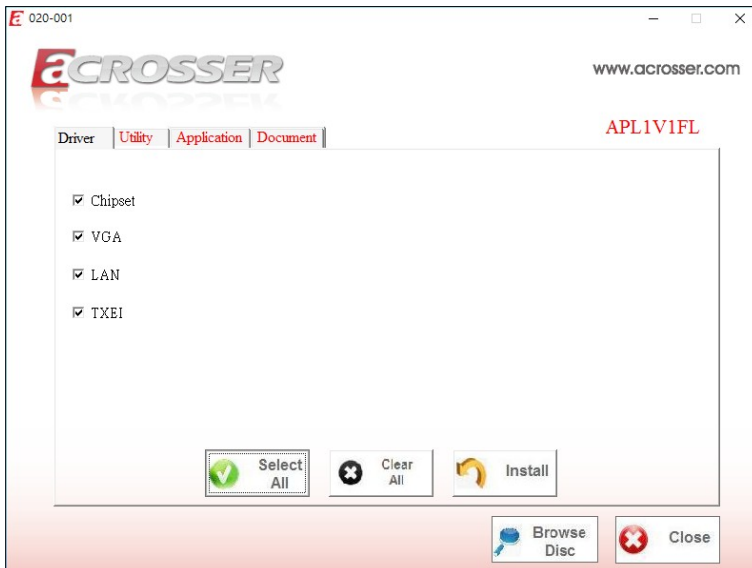 020-001
acrosser
www.acrosser.com
APL1V1FL
Driver Utility Application Document
Chipset
VGA
LAN
TXEI
Select All
Clear All
Install
Browse Disc
Close